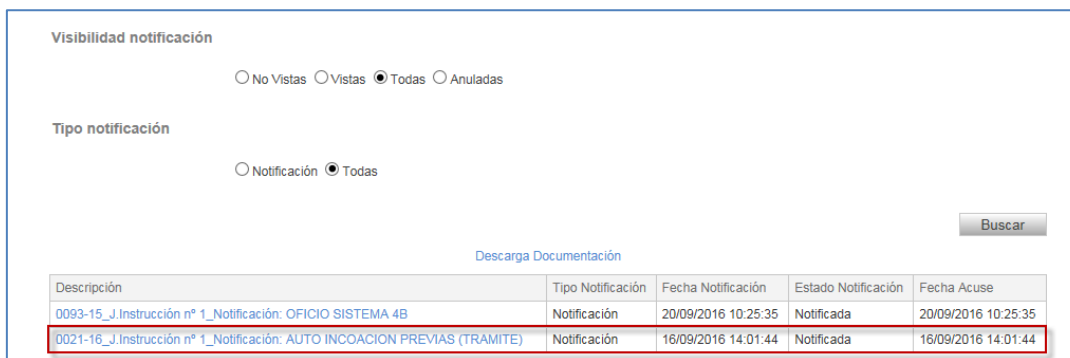 Visibilidad notificación
No Vistas Vistas Todas Anuladas
Tipo notificación
Notificación Todas
Buscar
Descarga Documentación
Descripción Tipo Notificación Fecha Notificación Estado Notificación Fecha Acuse
0093-15_J.Instrucción nº 1_Notificación: OFICIO SISTEMA 4B Notificación 20/09/2016 10:25:35 Notificada 20/09/2016 10:25:35
0021-16_J.Instrucción nº 1_Notificación: AUTO INCOACION PREVIAS (TRAMITE) Notificación 16/09/2016 14:01:44 Notificada 16/09/2016 14:01:44